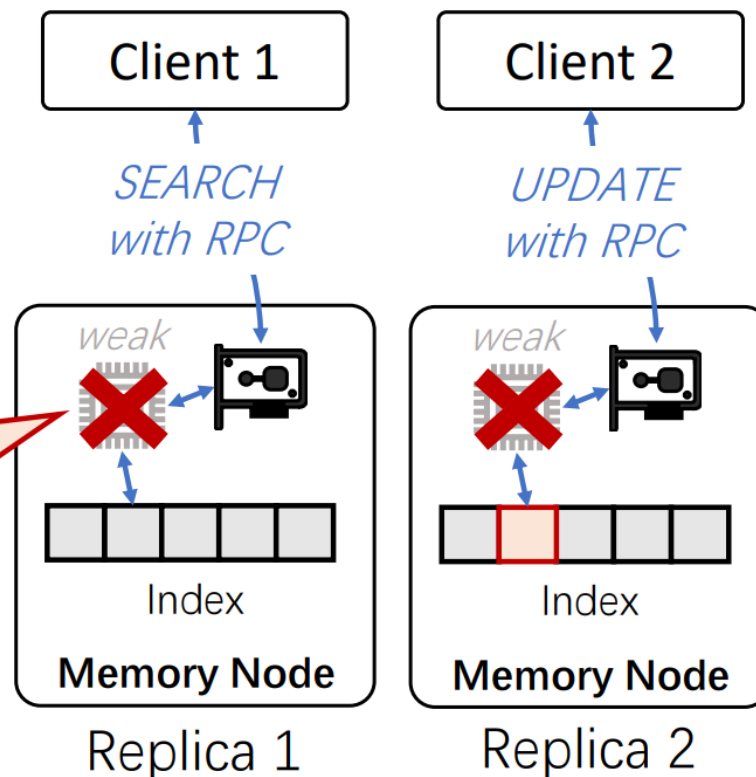 Client 1
Client 2
SEARCH
with RPC
UPDATE
with RPC
weak
weak
Index
Index
Memory Node
Memory Node
Replica 1
Replica 2